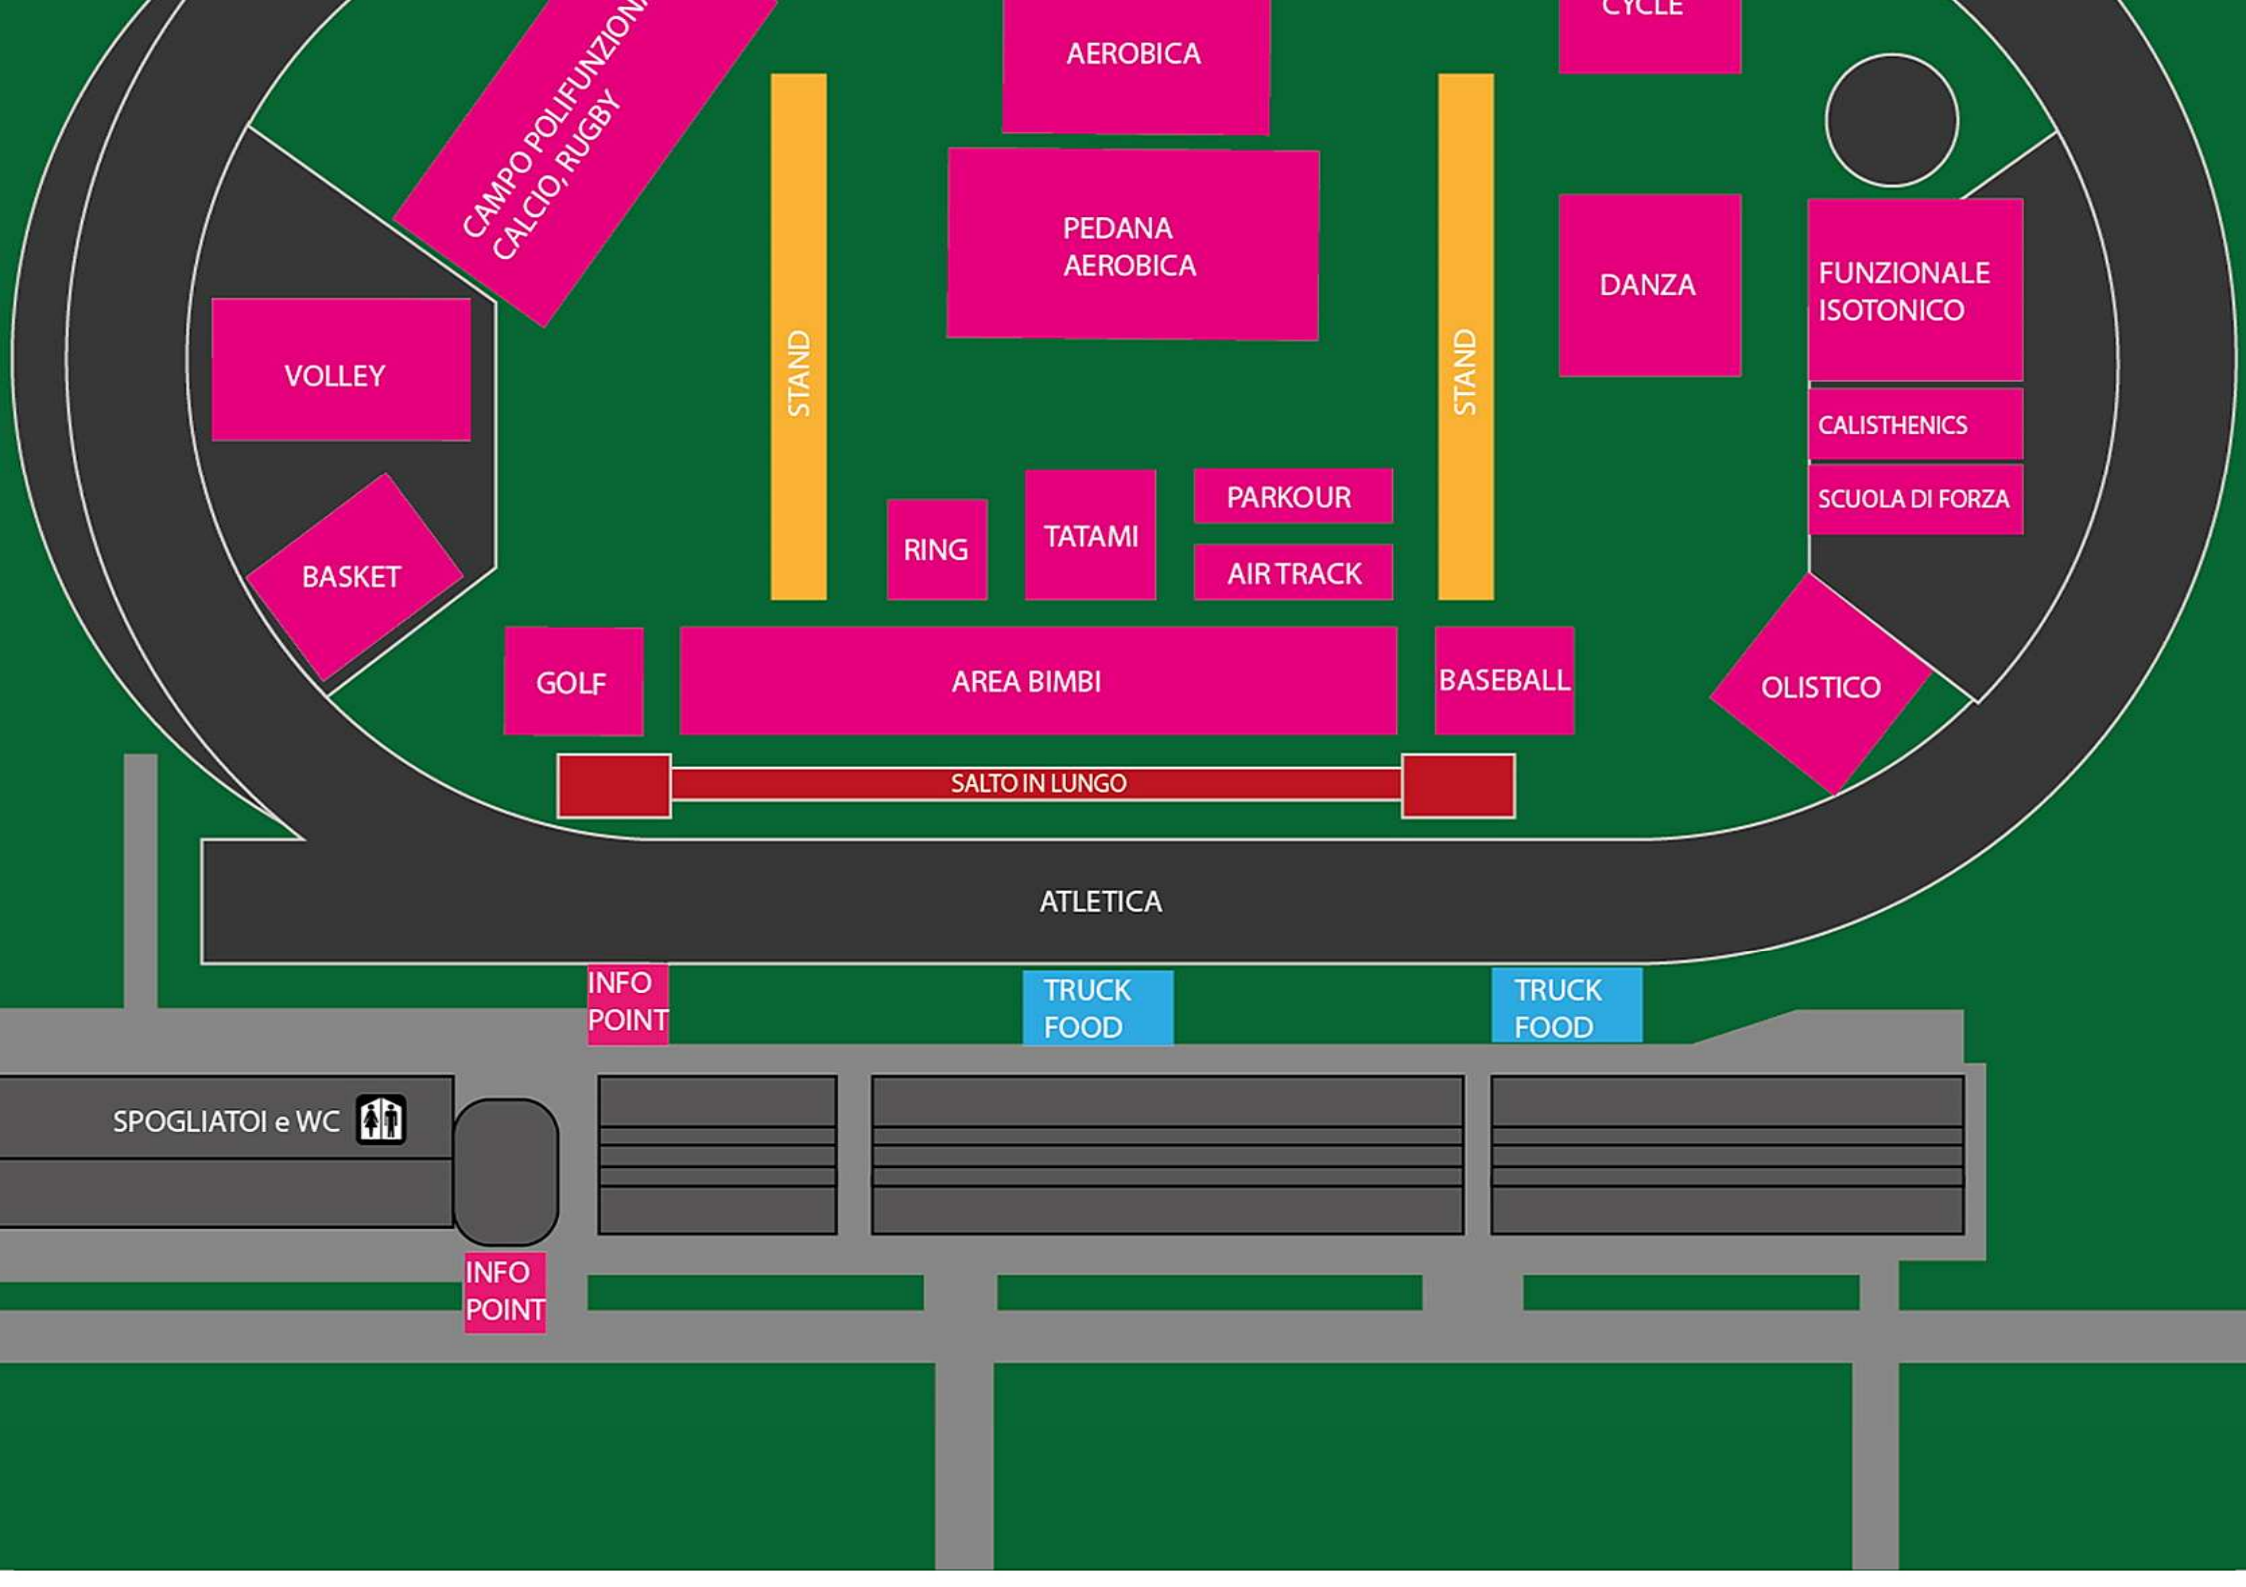 CYCLE
AEROBICA
CAMPO POLIFUNZIONA
CALCIO, RUGBY
PEDANA
AEROBICA
DANZA
FUNZIONALE
ISOTONICO
VOLLEY
STAND
STAND
CALISTHENICS
SCUOLA DI FORZA
PARKOUR
TATAMI
RING
AIR TRACK
BASKET
GOLF
AREA BIMBI
BASEBALL
OLISTICO
SALTO IN LUNGO
ATLETICA
INFO
POINT
TRUCK
FOOD
TRUCK
FOOD
SPOGLIATOI e WC
INFO
POINT